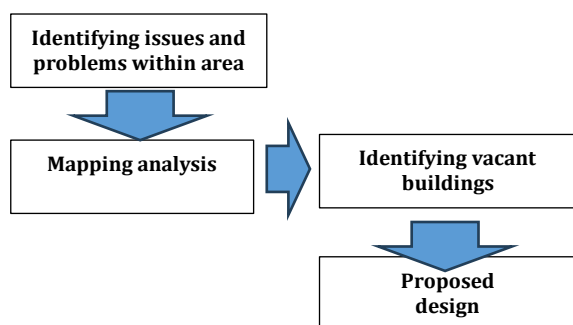 Identifying issues and
problems within area
Mapping analysis
Identifying vacant
buildings
Proposed
design